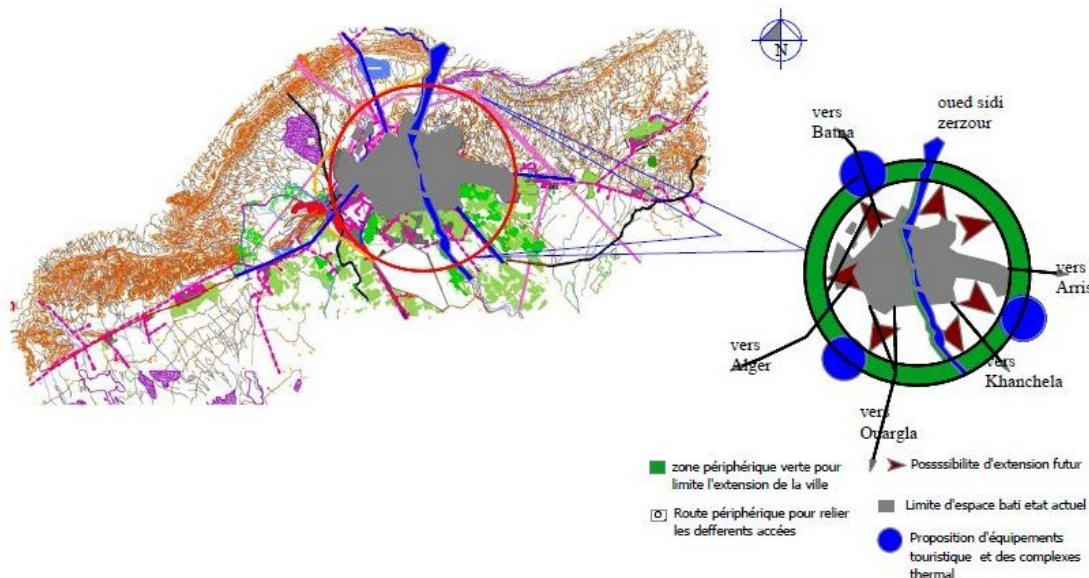 N
vers
Batna
oued sidi
zerzour
vers
Arris
vers
Alger
vers
Khanchela
vers
Ouargla
zone périphérique verte pour
limite l'extension de la ville
Route périphérique pour relier
les defferents accées
Possssibilite d'extension futur
Limite d'espace bati etat actuel
Proposition d'équipements
touristique et des complexes
thermal